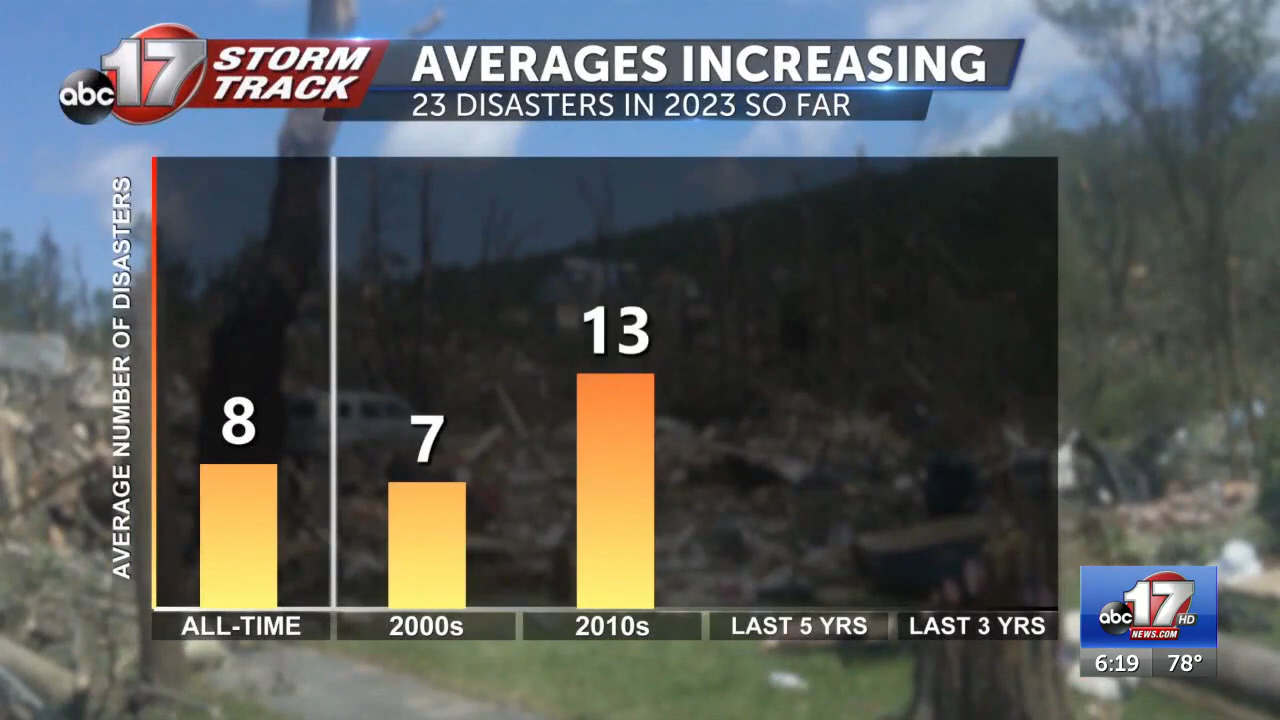 abc 17
STORM
TRACK
AVERAGES INCREASING
23 DISASTERS IN 2023 SO FAR
AVERAGE NUMBER OF DISASTERS
8
7
13
ALL-TIME
2000s
2010s
LAST 5 YRS
LAST 3 YRS
abc 17 HD
NEWS.COM
6:19 78°